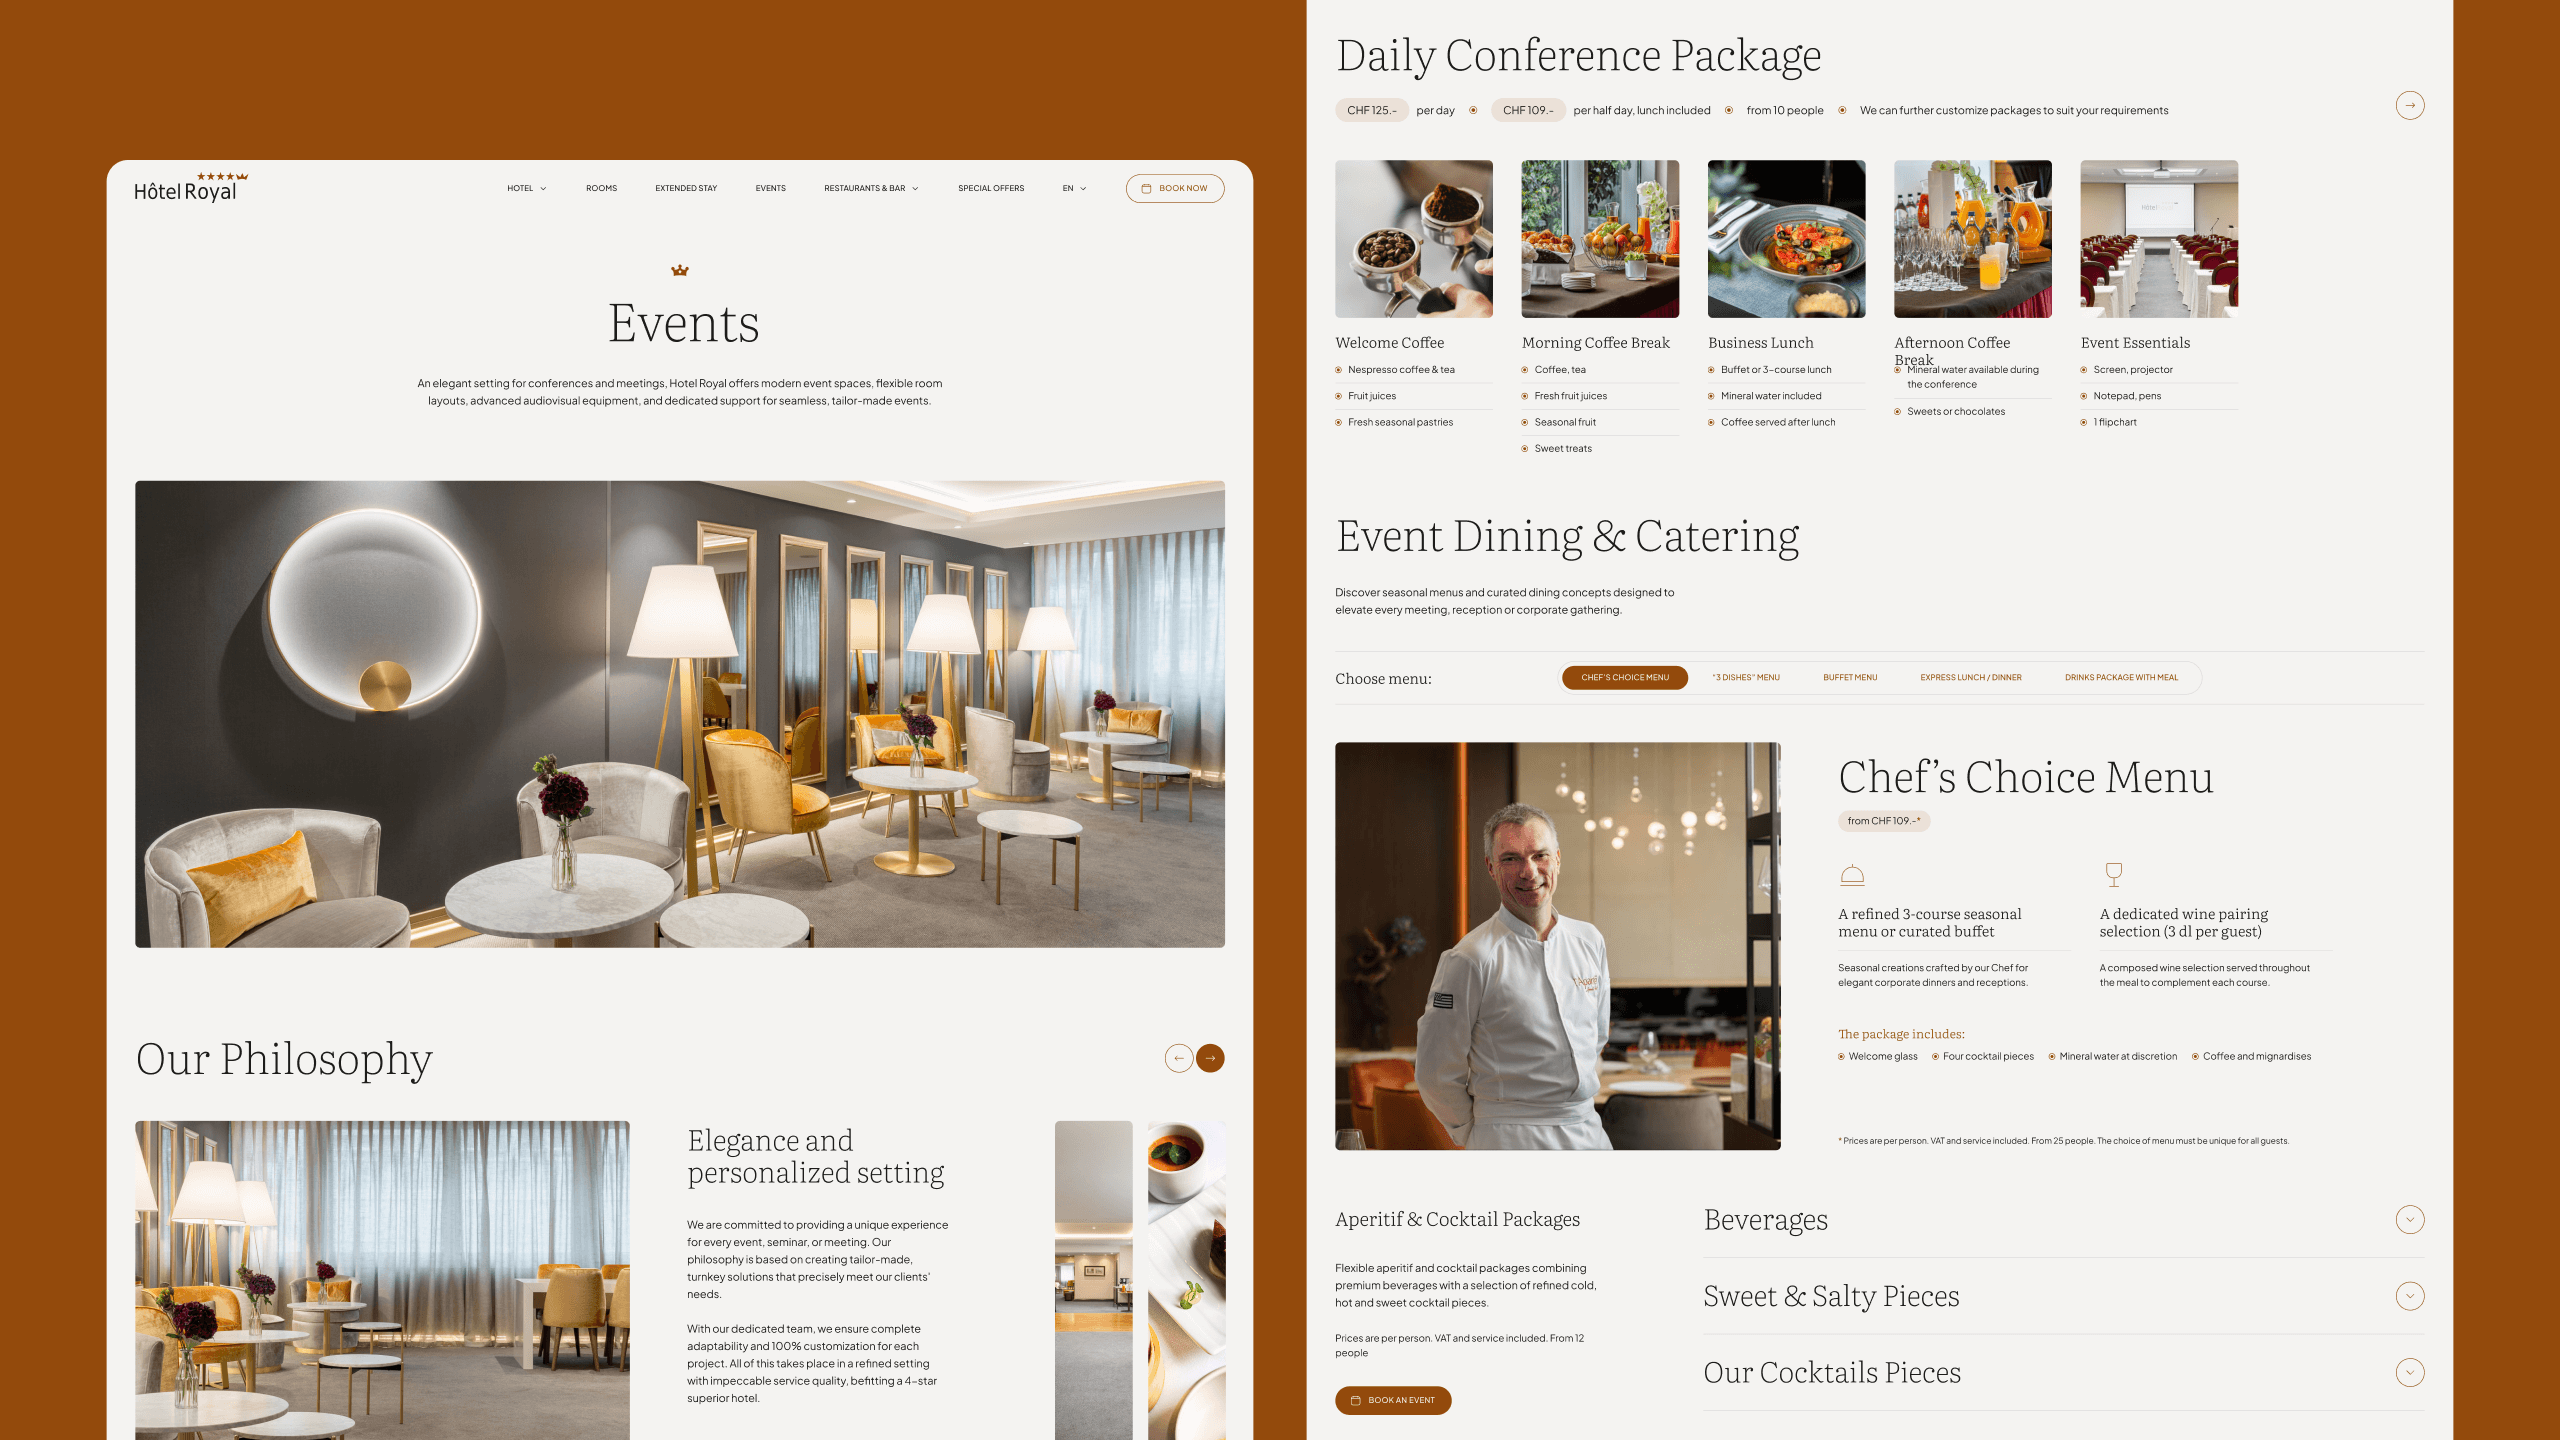 Hôtel Royal
HOTEL
ROOMS
EXTENDED STAY
EVENTS
RESTAURANTS & BAR
SPECIAL OFFERS
EN
BOOK NOW
Events
An elegant setting for conferences and meetings, Hotel Royal offers modern event spaces, flexible room
layouts, advanced audiovisual equipment, and dedicated support for seamless, tailor-made events.
Our Philosophy
Elegance and
personalized setting
We are committed to providing a unique experience
for every event, seminar, or meeting. Our
philosophy is based on creating tailor-made,
turnkey solutions that precisely meet our clients'
needs.
With our dedicated team, we ensure complete
adaptability and 100% customization for each
project. All of this takes place in a refined setting
with impeccable service quality, befitting a 4-star
superior hotel.
Daily Conference Package
CHF 125.- per day
CHF 109.- per half day, lunch included
from 10 people
We can further customize packages to suit your requirements
Welcome Coffee
Nespresso coffee & tea
Fruit juices
Fresh seasonal pastries
Morning Coffee Break
Coffee, tea
Fresh fruit juices
Seasonal fruit
Sweet treats
Business Lunch
Buffet or 3-course lunch
Mineral water included
Coffee served after lunch
Afternoon Coffee
Break
Mineral water available during
the conference
Sweets or chocolates
Event Essentials
Screen, projector
Notepad, pens
1 flipchart
Event Dining & Catering
Discover seasonal menus and curated dining concepts designed to
elevate every meeting, reception or corporate gathering.
Choose menu:
CHEF'S CHOICE MENU
"3 DISHES" MENU
BUFFET MENU
EXPRESS LUNCH / DINNER
DRINKS PACKAGE WITH MEAL
Chef's Choice Menu
from CHF 109.-*
A refined 3-course seasonal
menu or curated buffet
Seasonal creations crafted by our Chef for
elegant corporate dinners and receptions.
A dedicated wine pairing
selection (3 dl per guest)
A composed wine selection served throughout
the meal to complement each course.
The package includes:
Welcome glass
Four cocktail pieces
Mineral water at discretion
Coffee and mignardises
* Prices are per person. VAT and service included. From 25 people. The choice of menu must be unique for all guests.
Aperitif & Cocktail Packages
Flexible aperitif and cocktail packages combining
premium beverages with a selection of refined cold,
hot and sweet cocktail pieces.
Prices are per person. VAT and service included. From 12
people
BOOK AN EVENT
Beverages
Sweet & Salty Pieces
Our Cocktails Pieces